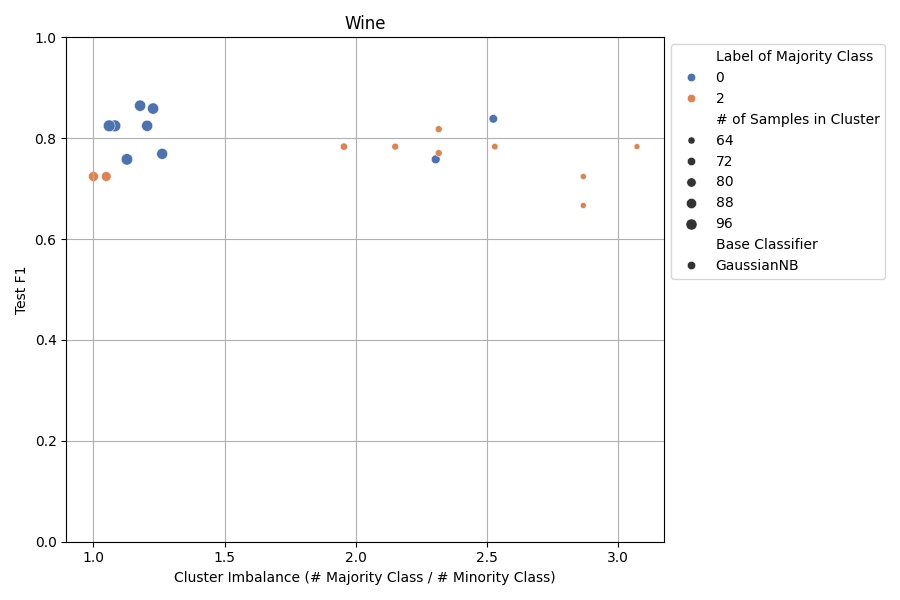 Wine
Test F1
1.0
0.8
0.6
0.4
0.2
0.0
1.0 1.5 2.0 2.5 3.0
Cluster Imbalance (# Majority Class / # Minority Class)
Label of Majority Class
0
2
# of Samples in Cluster
64
72
80
88
96
Base Classifier
GaussianNB